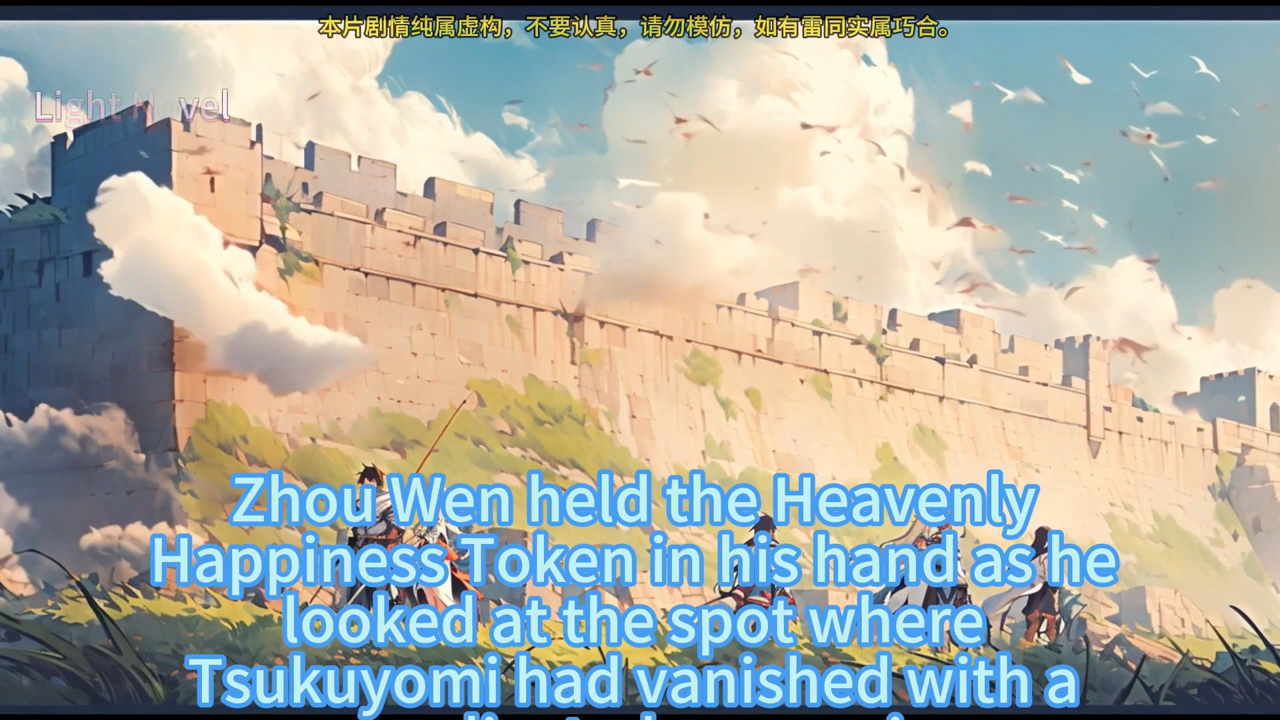 本片剧情纯属虚构，不要认真，请勿模仿，如有雷同实属巧合。
Light Novel
Zhou Wen held the Heavenly
Happiness Token in his hand as he
looked at the spot where
Tsukuyomi had vanished with a